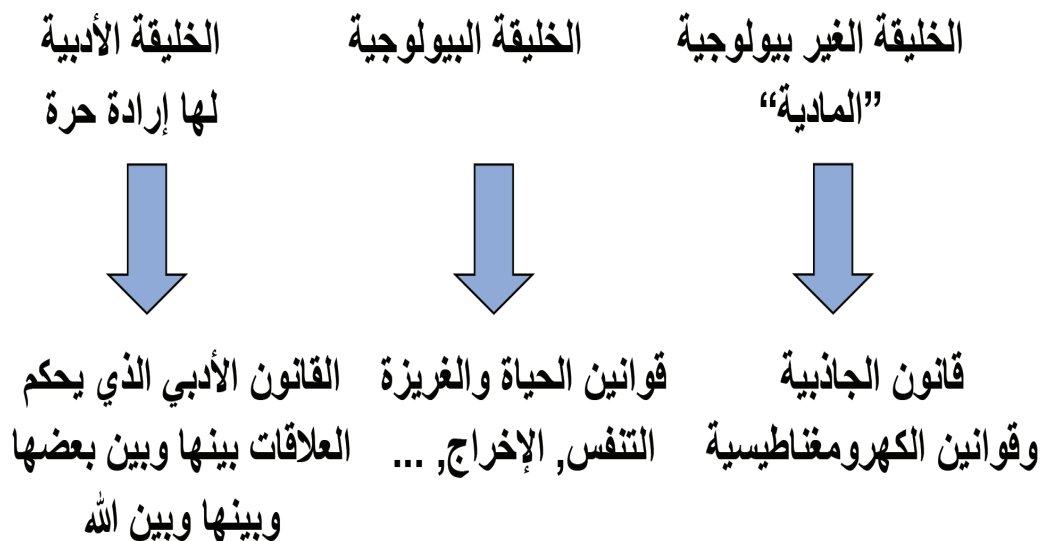 الخليقة الغير بيولوجية
”المادية“
الخليقة البيولوجية
الخليقة الأدبية
لها إرادة حرة
قانون الجاذبية
وقوانين الكهرومغناطيسية
قوانين الحياة والغريزة
التنفس, الإخراج, ...
القانون الأدبي الذي يحكم
العلاقات بينها وبين بعضها
وبينها وبين الله